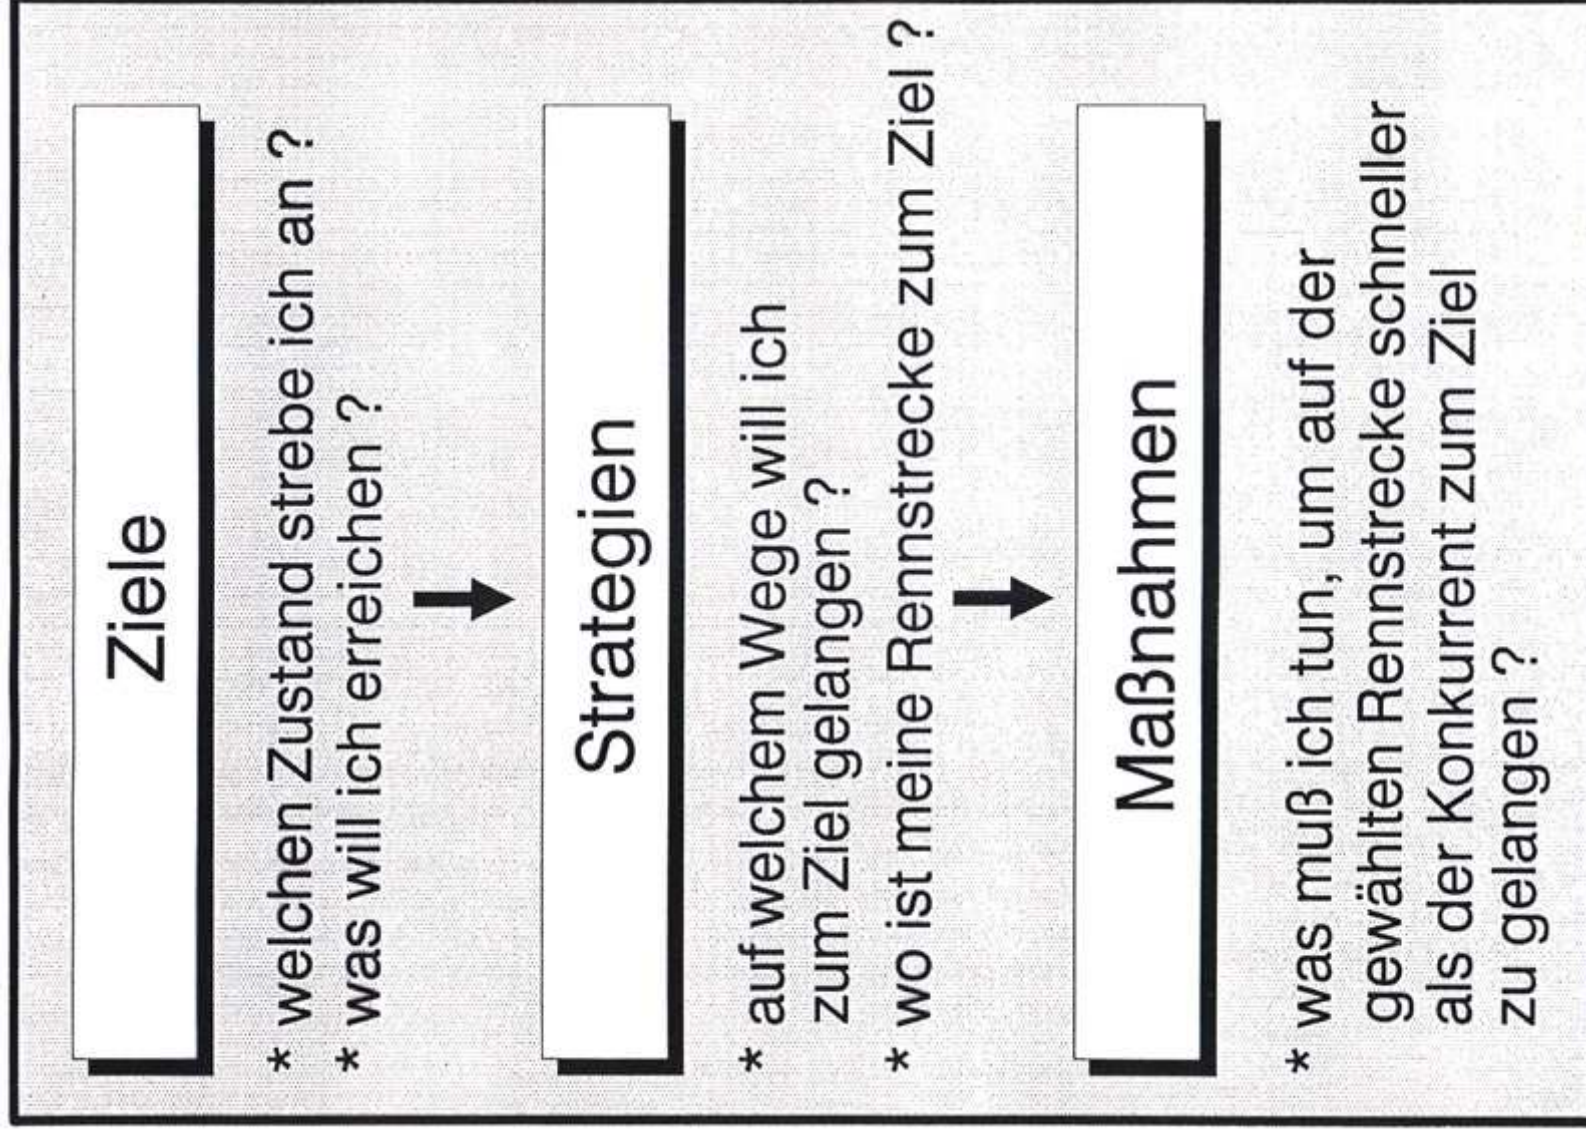 Ziele
* welchen Zustand strebe ich an ?
* was will ich erreichen ?
Strategien
* auf welchem Wege will ich
zum Ziel gelangen ?
* wo ist meine Rennstrecke zum Ziel ?
Maßnahmen
* was muß ich tun, um auf der
gewählten Rennstrecke schneller
als der Konkurrent zum Ziel
zu gelangen ?